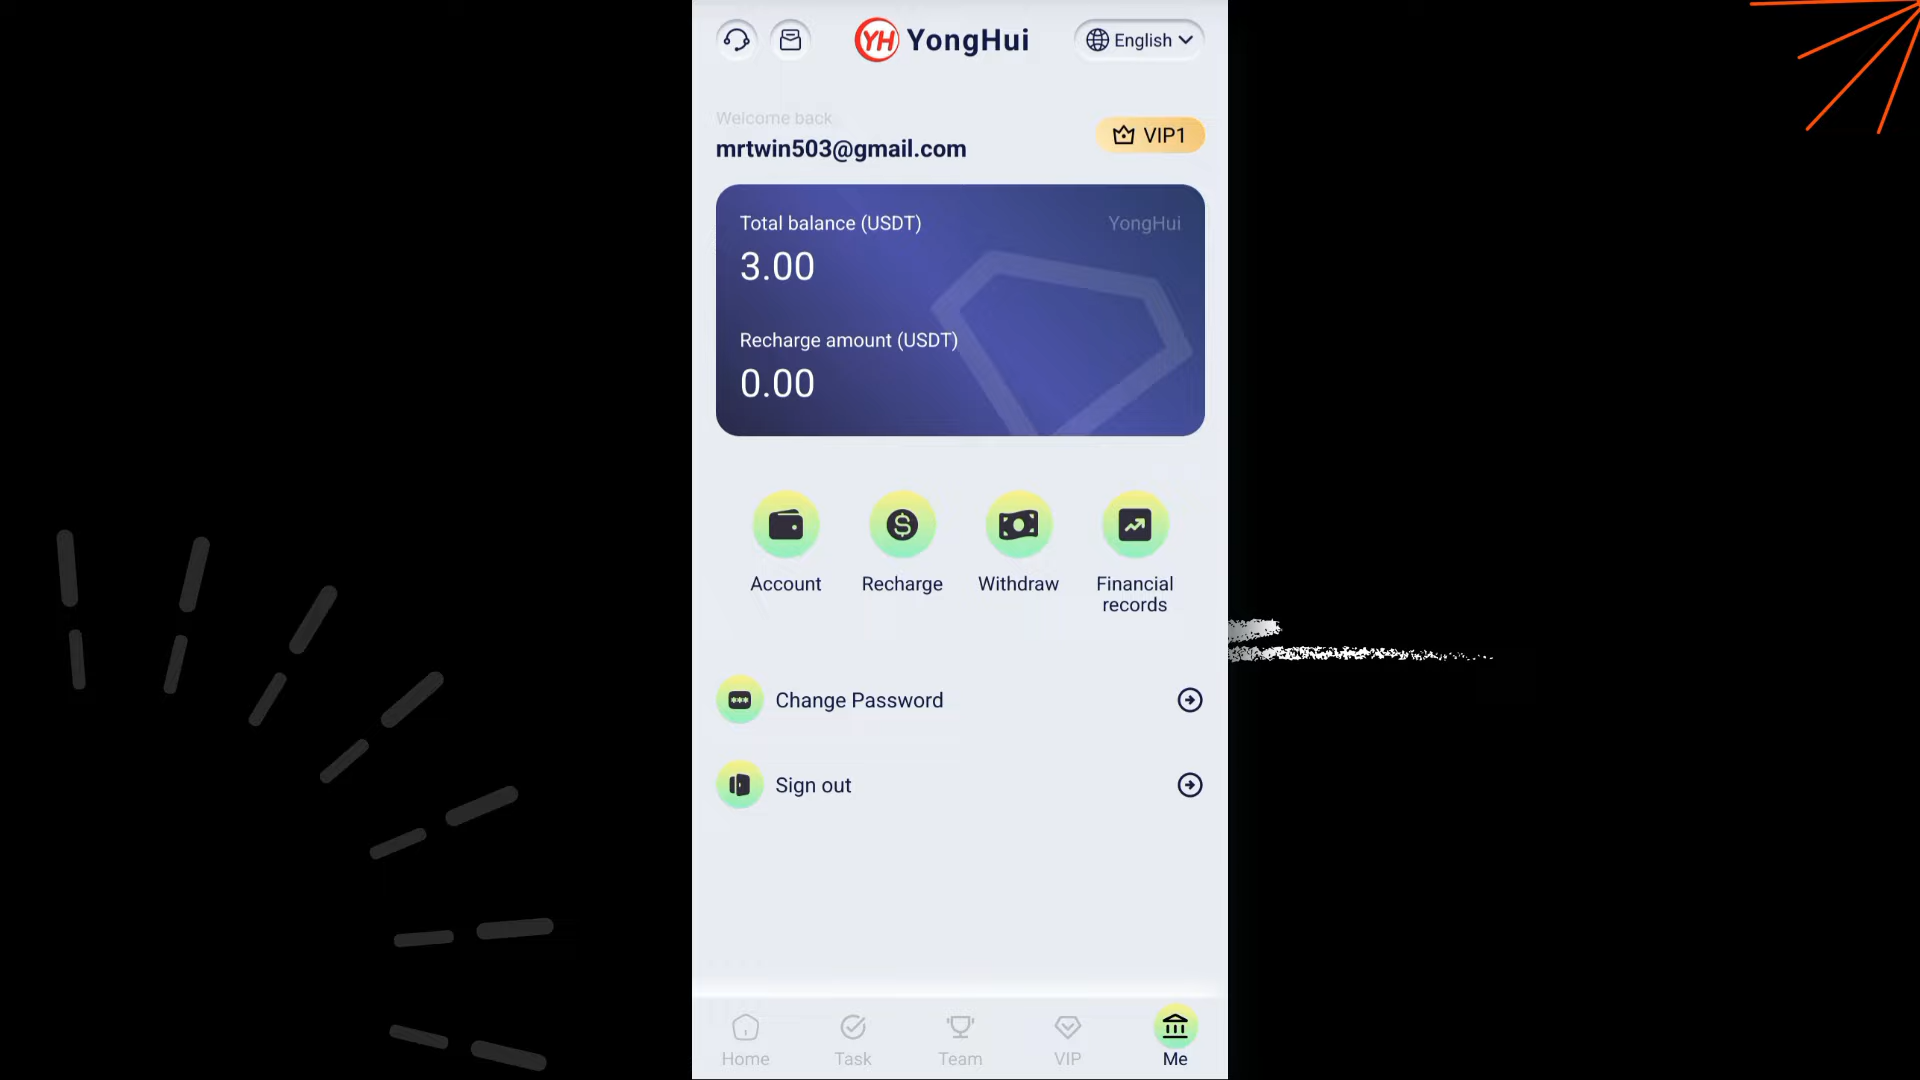 YH YongHui
English
Welcome back
mrtwin503@gmail.com
VIP1
Total balance (USDT)
YongHui
3.00
Recharge amount (USDT)
0.00
Account
Recharge
Withdraw
Financial
records
Change Password
Sign out
Home
Task
Team
VIP
Me